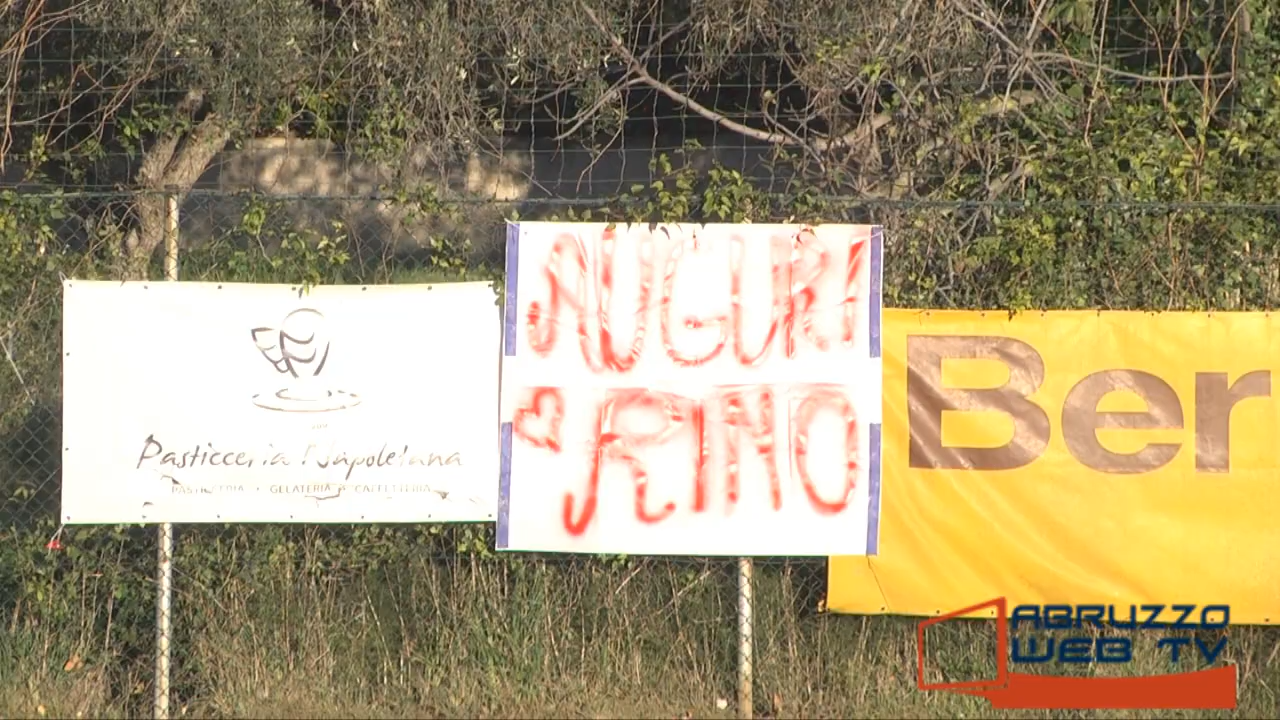 Pasticceria Napoletana
PASTICCERIA • GELATERIA • CAFFETTERIA
AUGURI
RINO
Ber
ABRUZZO
WEB TV